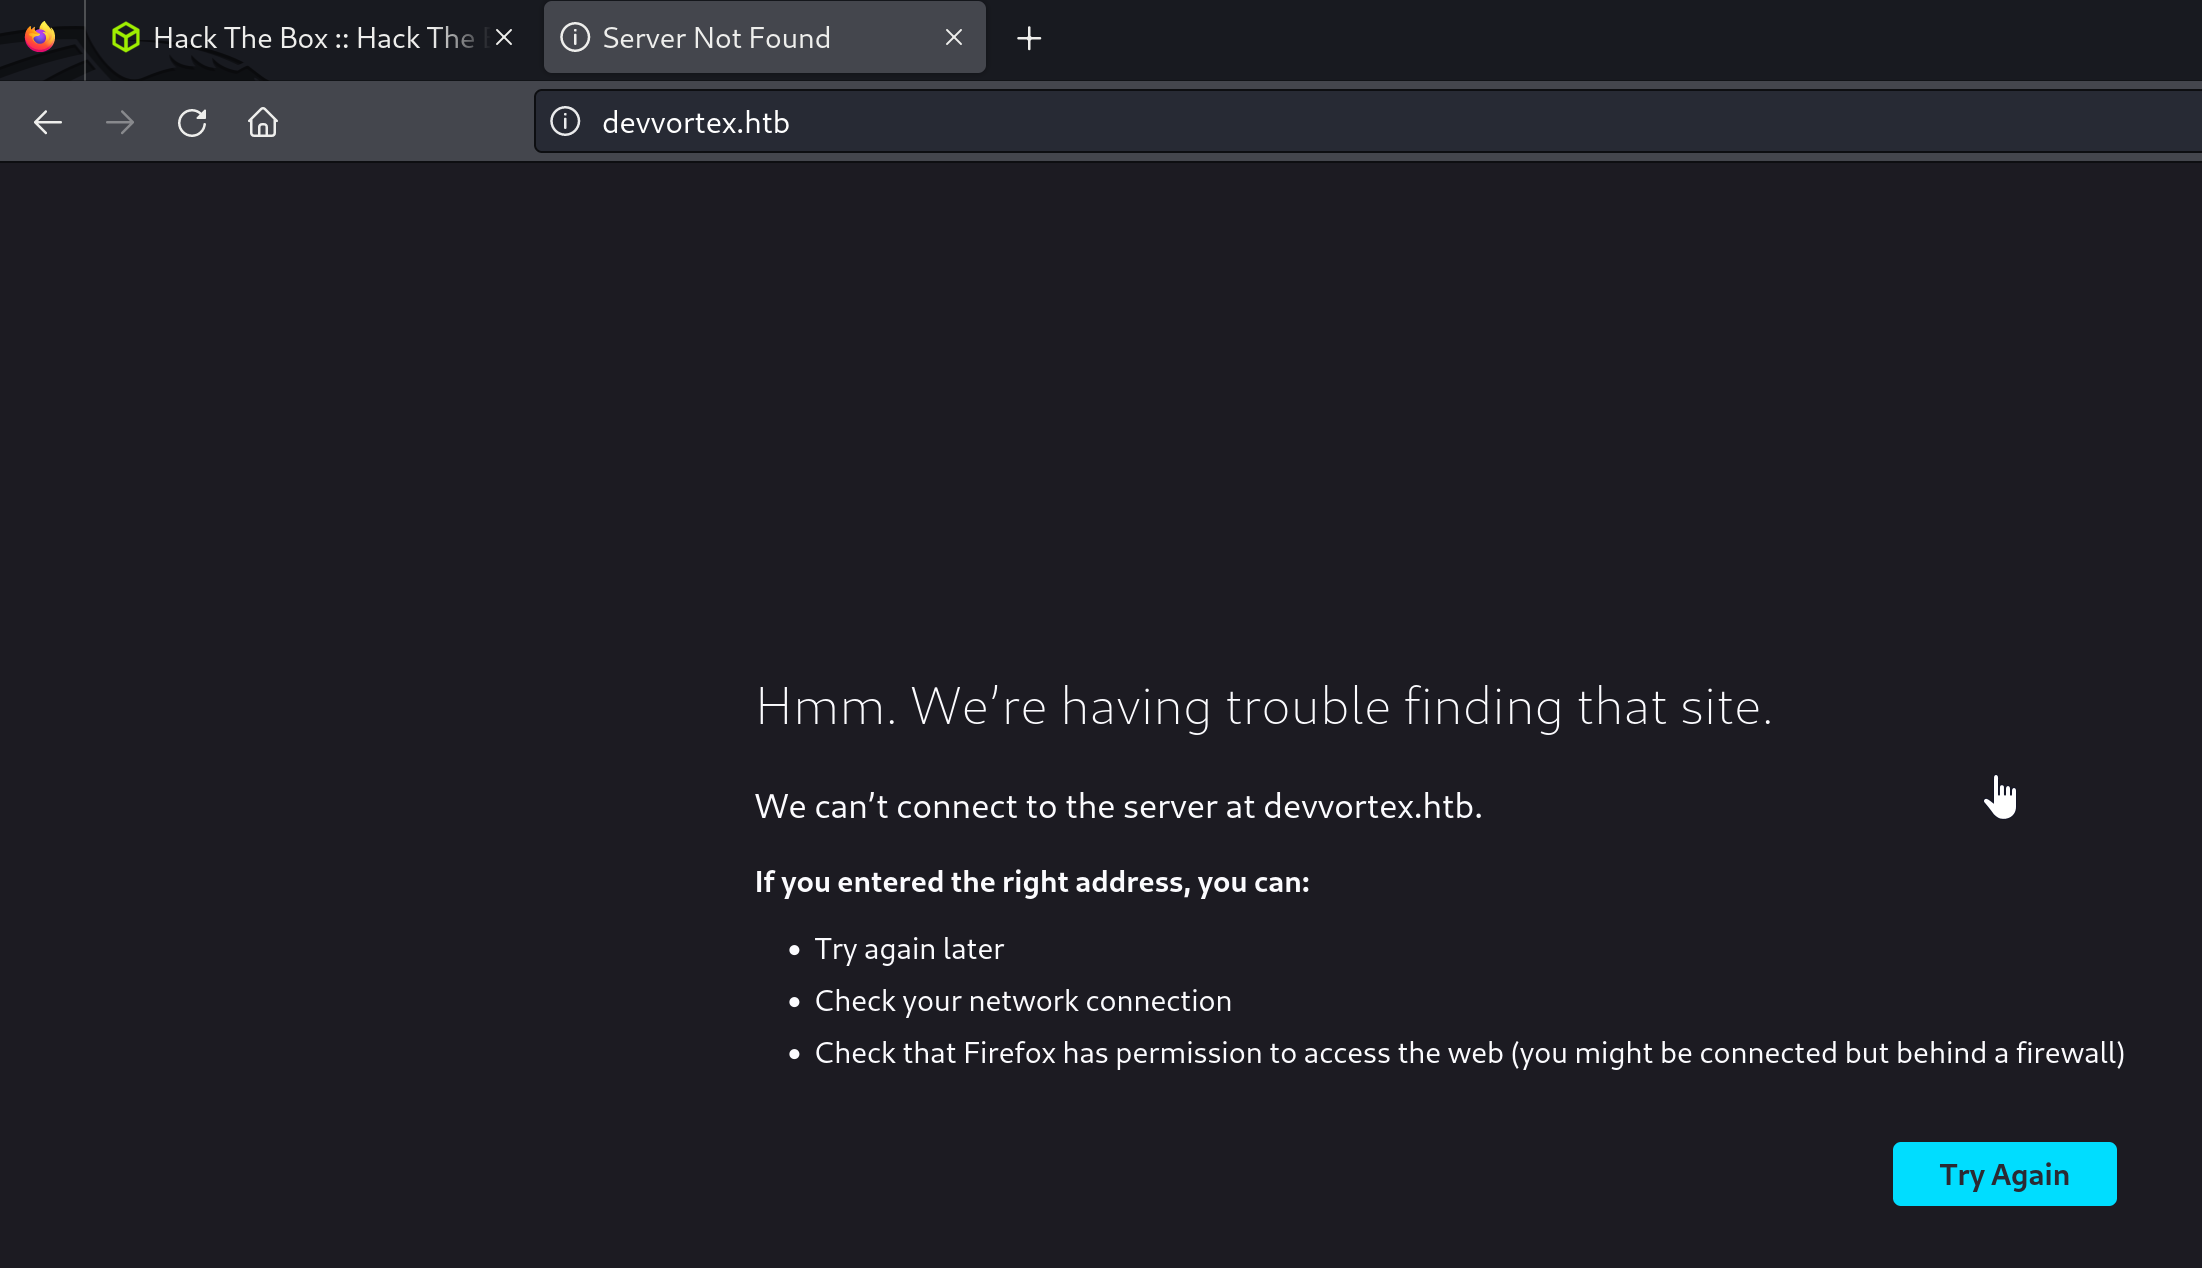 Hack The Box :: Hack The
Server Not Found
devvortex.htb
Hmm. We’re having trouble finding that site.
We can’t connect to the server at devvortex.htb.
If you entered the right address, you can:
Try again later
Check your network connection
Check that Firefox has permission to access the web (you might be connected but behind a firewall)
Try Again